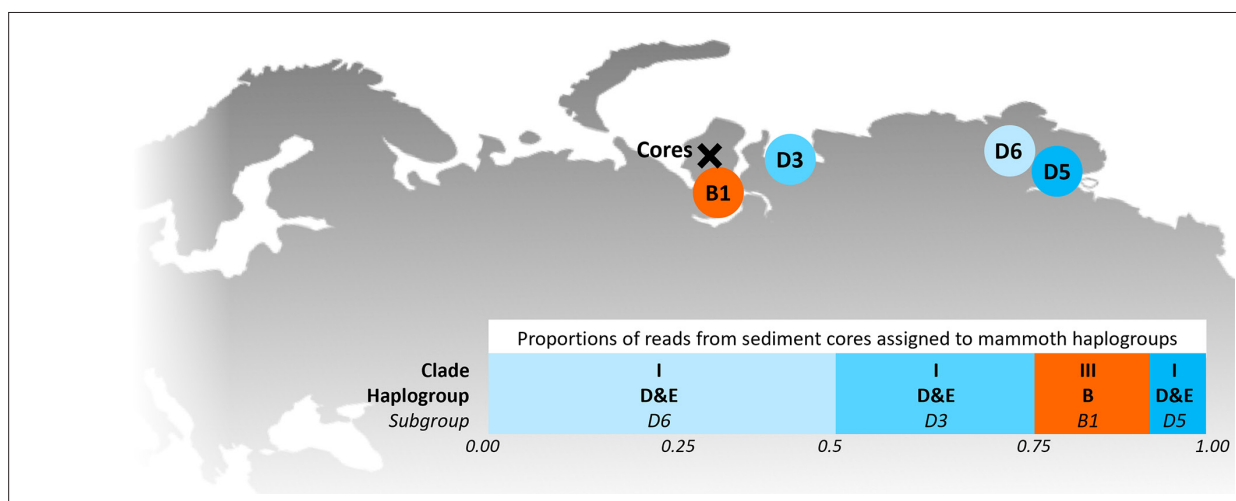 Cores
D3
D6
D5
B1
Proportions of reads from sediment cores assigned to mammoth haplogroups
Clade I I III I
Haplogroup D&E D&E B D&E
Subgroup D6 D3 B1 D5
0.00 0.25 0.5 0.75 1.00